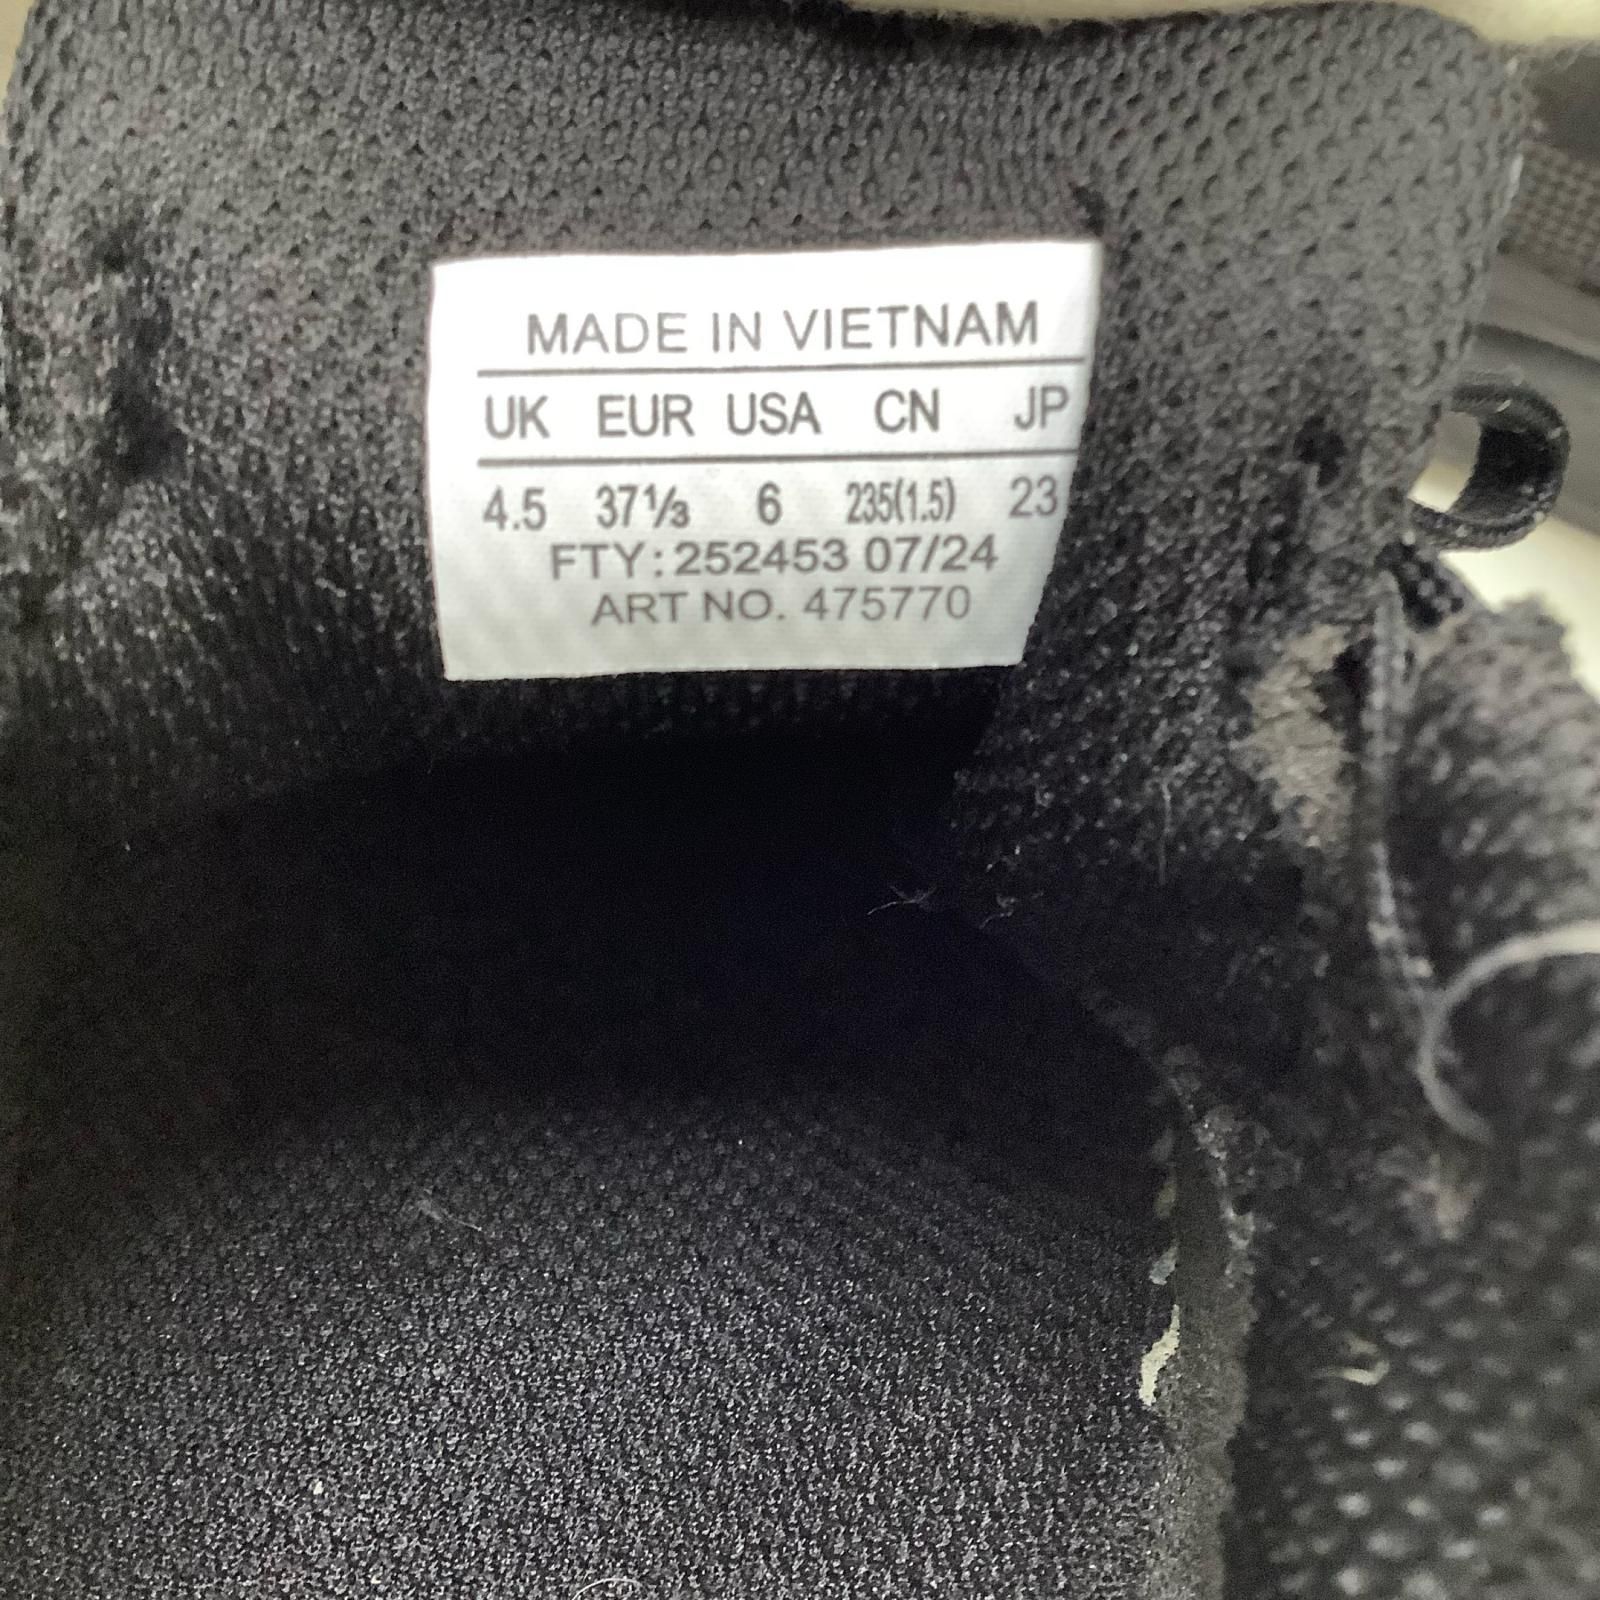 MADE IN VIETNAM
UK EUR USA CN JP
4.5 37⅓ 6 235(1.5) 23
FTY: 252453 07/24
ART NO. 475770